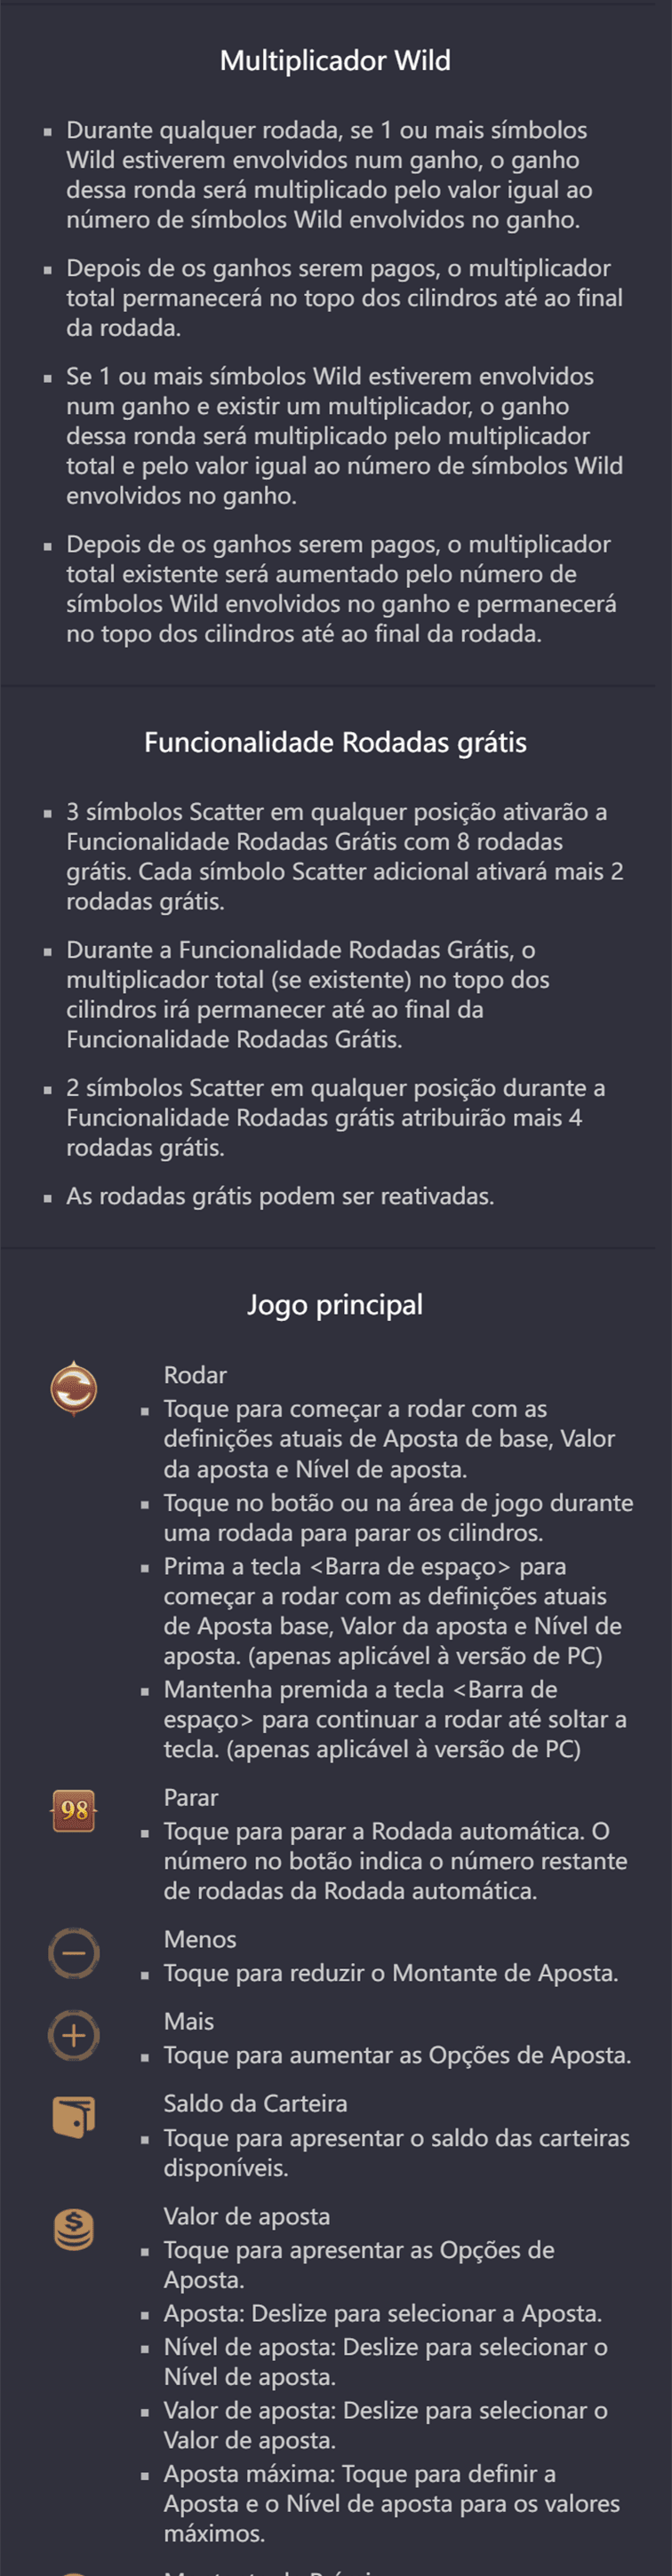 Multiplicador Wild
Durante qualquer rodada, se 1 ou mais símbolos
Wild estiverem envolvidos num ganho, o ganho
dessa ronda será multiplicado pelo valor igual ao
número de símbolos Wild envolvidos no ganho.
Depois de os ganhos serem pagos, o multiplicador
total permanecerá no topo dos cilindros até ao final
da rodada.
Se 1 ou mais símbolos Wild estiverem envolvidos
num ganho e existir um multiplicador, o ganho
dessa ronda será multiplicado pelo multiplicador
total e pelo valor igual ao número de símbolos Wild
envolvidos no ganho.
Depois de os ganhos serem pagos, o multiplicador
total existente será aumentado pelo número de
símbolos Wild envolvidos no ganho e permanecerá
no topo dos cilindros até ao final da rodada.
Funcionalidade Rodadas grátis
3 símbolos Scatter em qualquer posição ativarão a
Funcionalidade Rodadas Grátis com 8 rodadas
grátis. Cada símbolo Scatter adicional ativará mais 2
rodadas grátis.
Durante a Funcionalidade Rodadas Grátis, o
multiplicador total (se existente) no topo dos
cilindros irá permanecer até ao final da
Funcionalidade Rodadas Grátis.
2 símbolos Scatter em qualquer posição durante a
Funcionalidade Rodadas grátis atribuirão mais 4
rodadas grátis.
As rodadas grátis podem ser reativadas.
Jogo principal
Rodar
Toque para começar a rodar com as
definições atuais de Aposta de base, Valor
da aposta e Nível de aposta.
Toque no botão ou na área de jogo durante
uma rodada para parar os cilindros.
Prima a tecla <Barra de espaço> para
começar a rodar com as definições atuais
de Aposta base, Valor da aposta e Nível de
aposta. (apenas aplicável à versão de PC)
Mantenha premida a tecla <Barra de
espaço> para continuar a rodar até soltar a
tecla. (apenas aplicável à versão de PC)
98
Parar
Toque para parar a Rodada automática. O
número no botão indica o número restante
de rodadas da Rodada automática.
Menos
Toque para reduzir o Montante de Aposta.
Mais
Toque para aumentar as Opções de Aposta.
Saldo da Carteira
Toque para apresentar o saldo das carteiras
disponíveis.
Valor de aposta
Toque para apresentar as Opções de
Aposta.
Aposta: Deslize para selecionar a Aposta.
Nível de aposta: Deslize para selecionar o
Nível de aposta.
Valor de aposta: Deslize para selecionar o
Valor de aposta.
Aposta máxima: Toque para definir a
Aposta e o Nível de aposta para os valores
máximos.